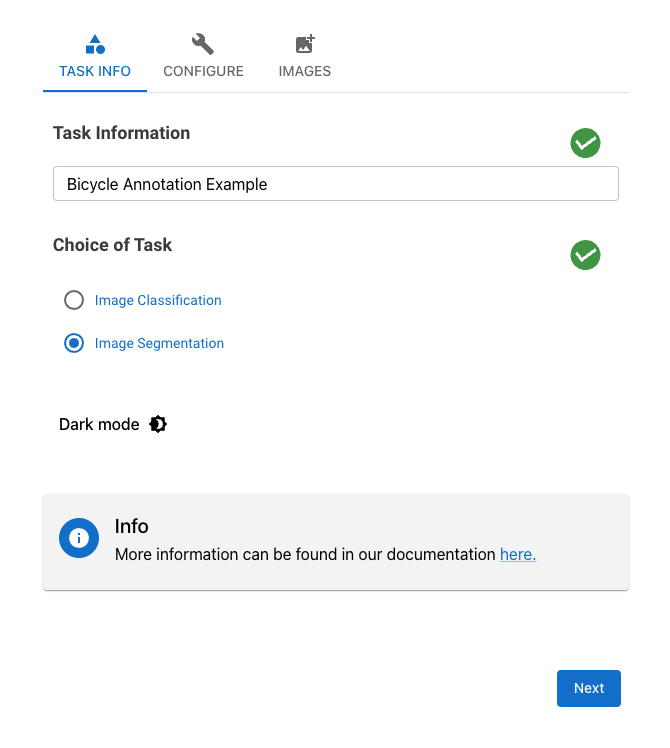 TASK INFO CONFIGURE IMAGES
Task Information
Bicycle Annotation Example
Choice of Task
Image Classification
Image Segmentation
Dark mode
Info
More information can be found in our documentation here.
Next